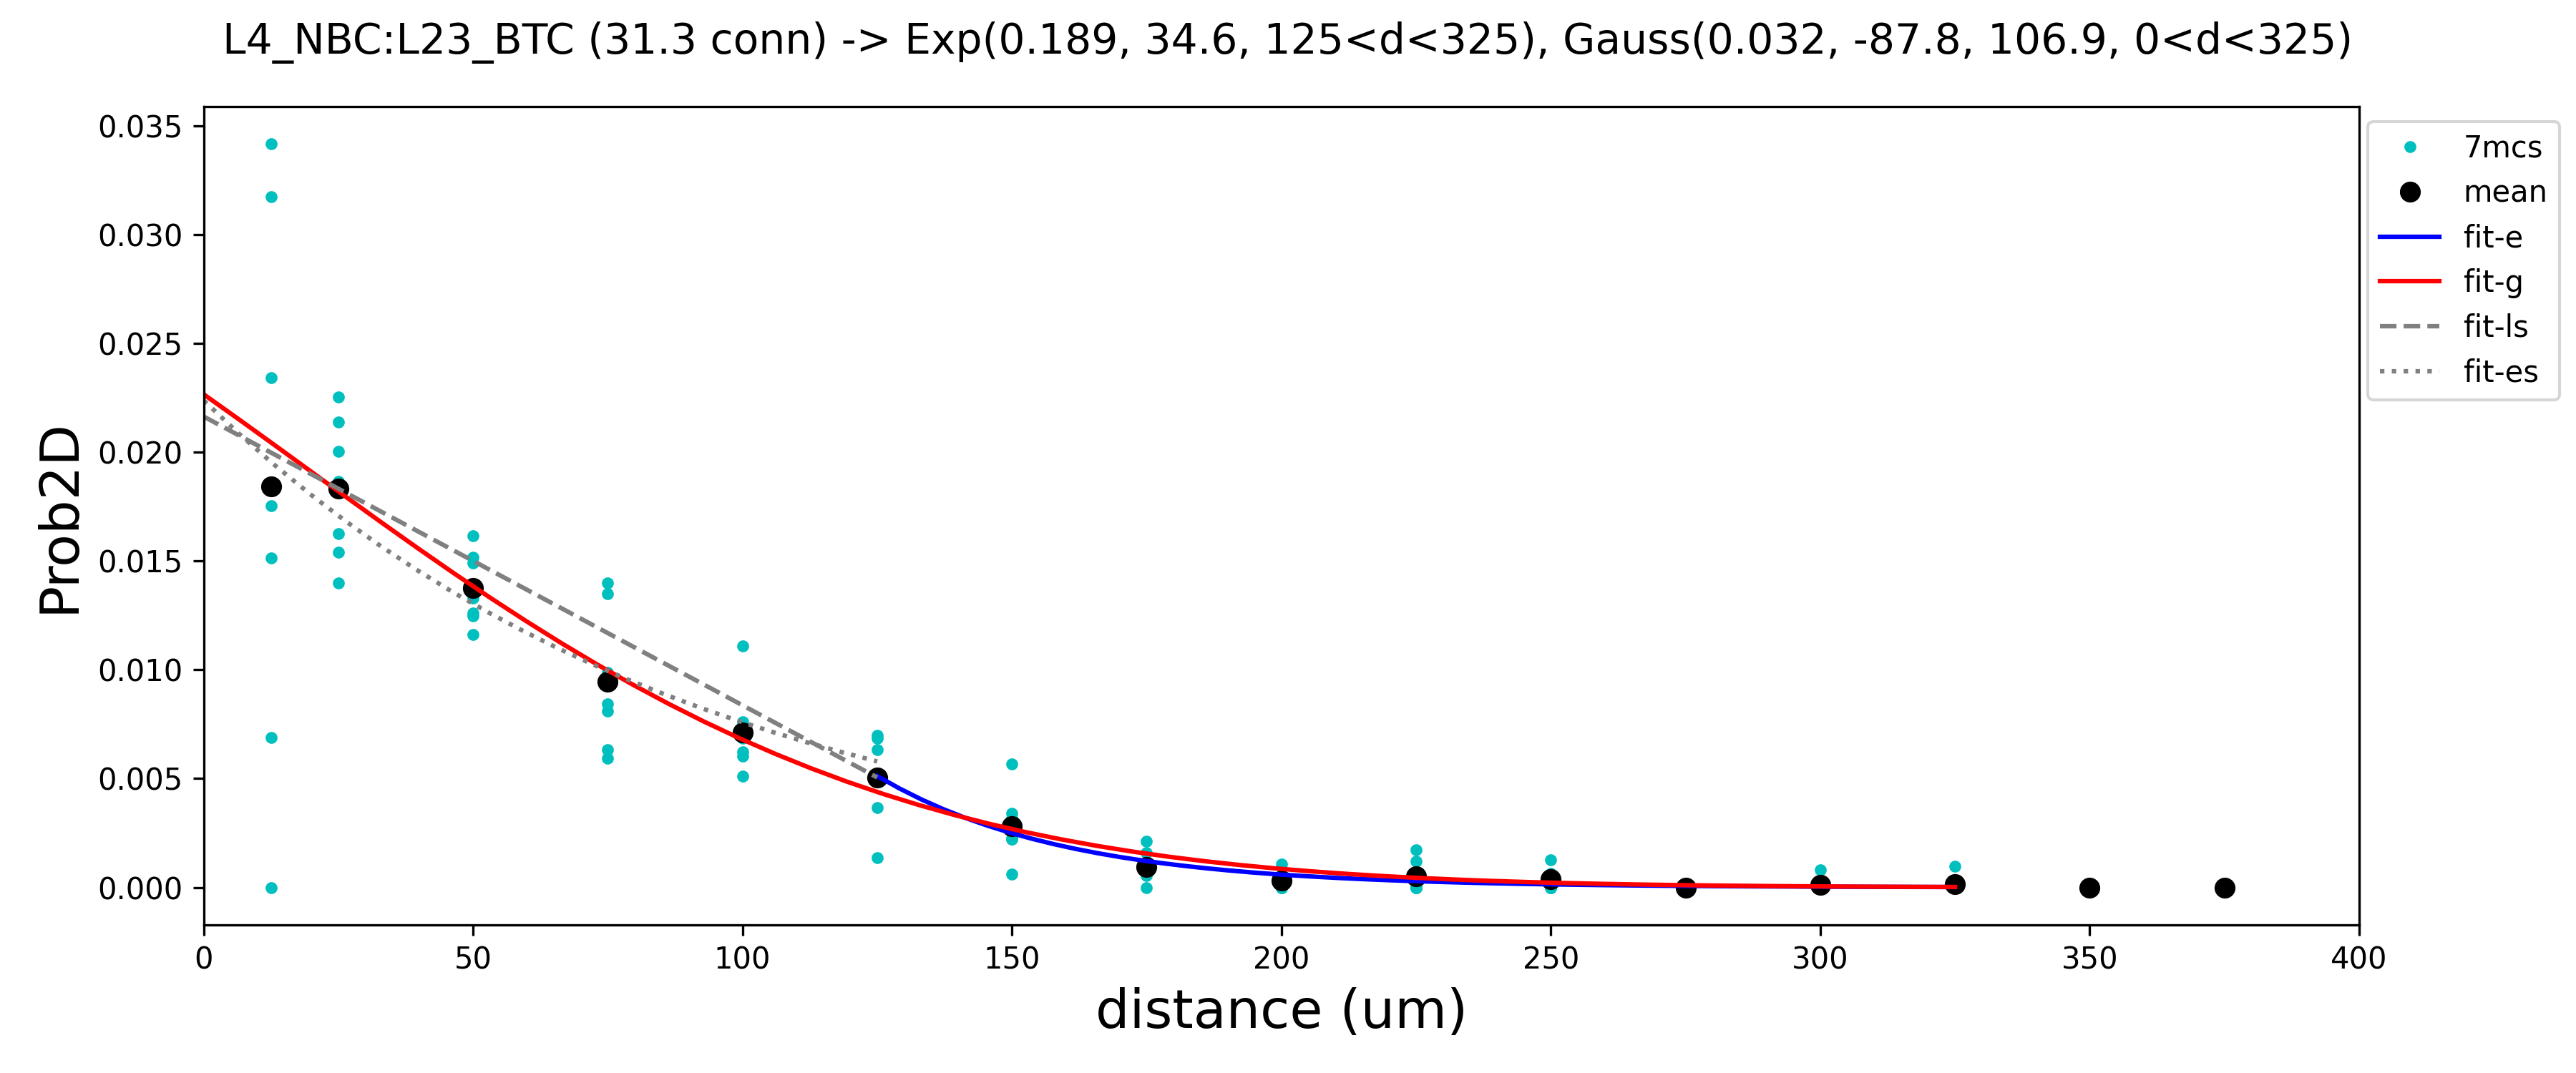 L4_NBC:L23_BTC (31.3 conn) -> Exp(0.189, 34.6, 125<d<325), Gauss(0.032, -87.8, 106.9, 0<d<325)
0.035
0.030
0.025
0.020
0.015
0.010
0.005
0.000
Prob2D
0 50 100 150 200 250 300 350 400
distance (um)
7mcs
mean
fit-e
fit-g
fit-ls
fit-es